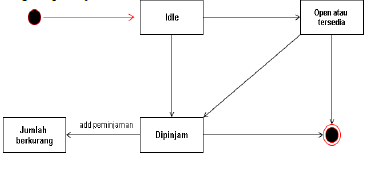 Idle
Open atau
tersedia
Jumlah
berkurang
add peminjaman
Dipinjam